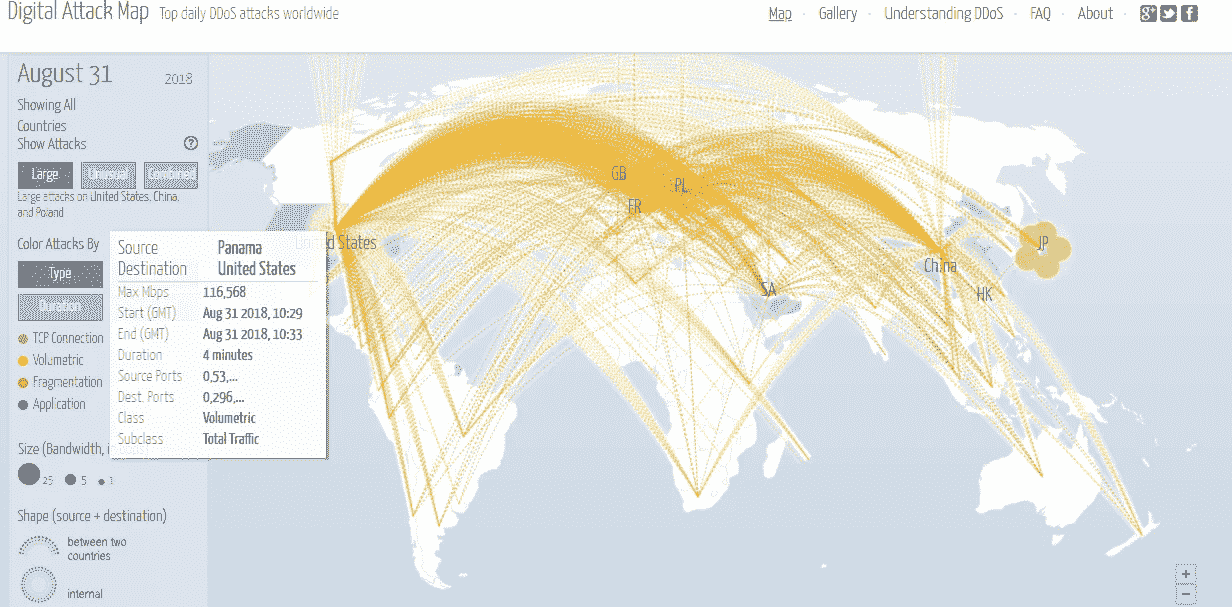 Digital Attack Map Top daily DDoS attacks worldwide
Map · Gallery · Understanding DDoS · FAQ · About ·
August 31 2018
Showing All
Countries
Show Attacks ?
Large
Large attacks on United States, China,
and Poland
Color Attacks By
Type
TCP Connection
Volumetric
Fragmentation
Application
Size (Bandwidth, i
25 5 1
Shape (source + destination)
between two
countries
internal
Source Panama
Destination United States
Max Mbps 116,568
Start (GMT) Aug 31 2018, 10:29
End (GMT) Aug 31 2018, 10:33
Duration 4 minutes
Source Ports 0,53,...
Dest. Ports 0,296,...
Class Volumetric
Subclass Total Traffic
United States
GB
PL
FR
SA
China
HK
JP
+
−